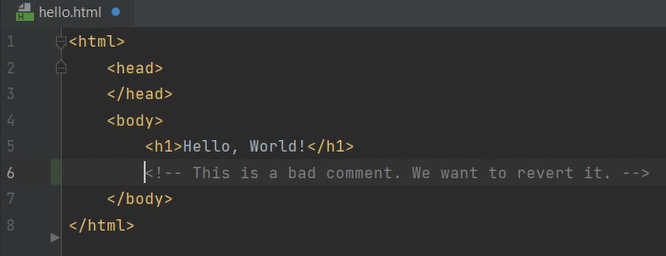 hello.html
1 <html>
2 <head>
3 </head>
4 <body>
5 <h1>Hello, World!</h1>
6 <!-- This is a bad comment. We want to revert it. -->
7 </body>
8 </html>